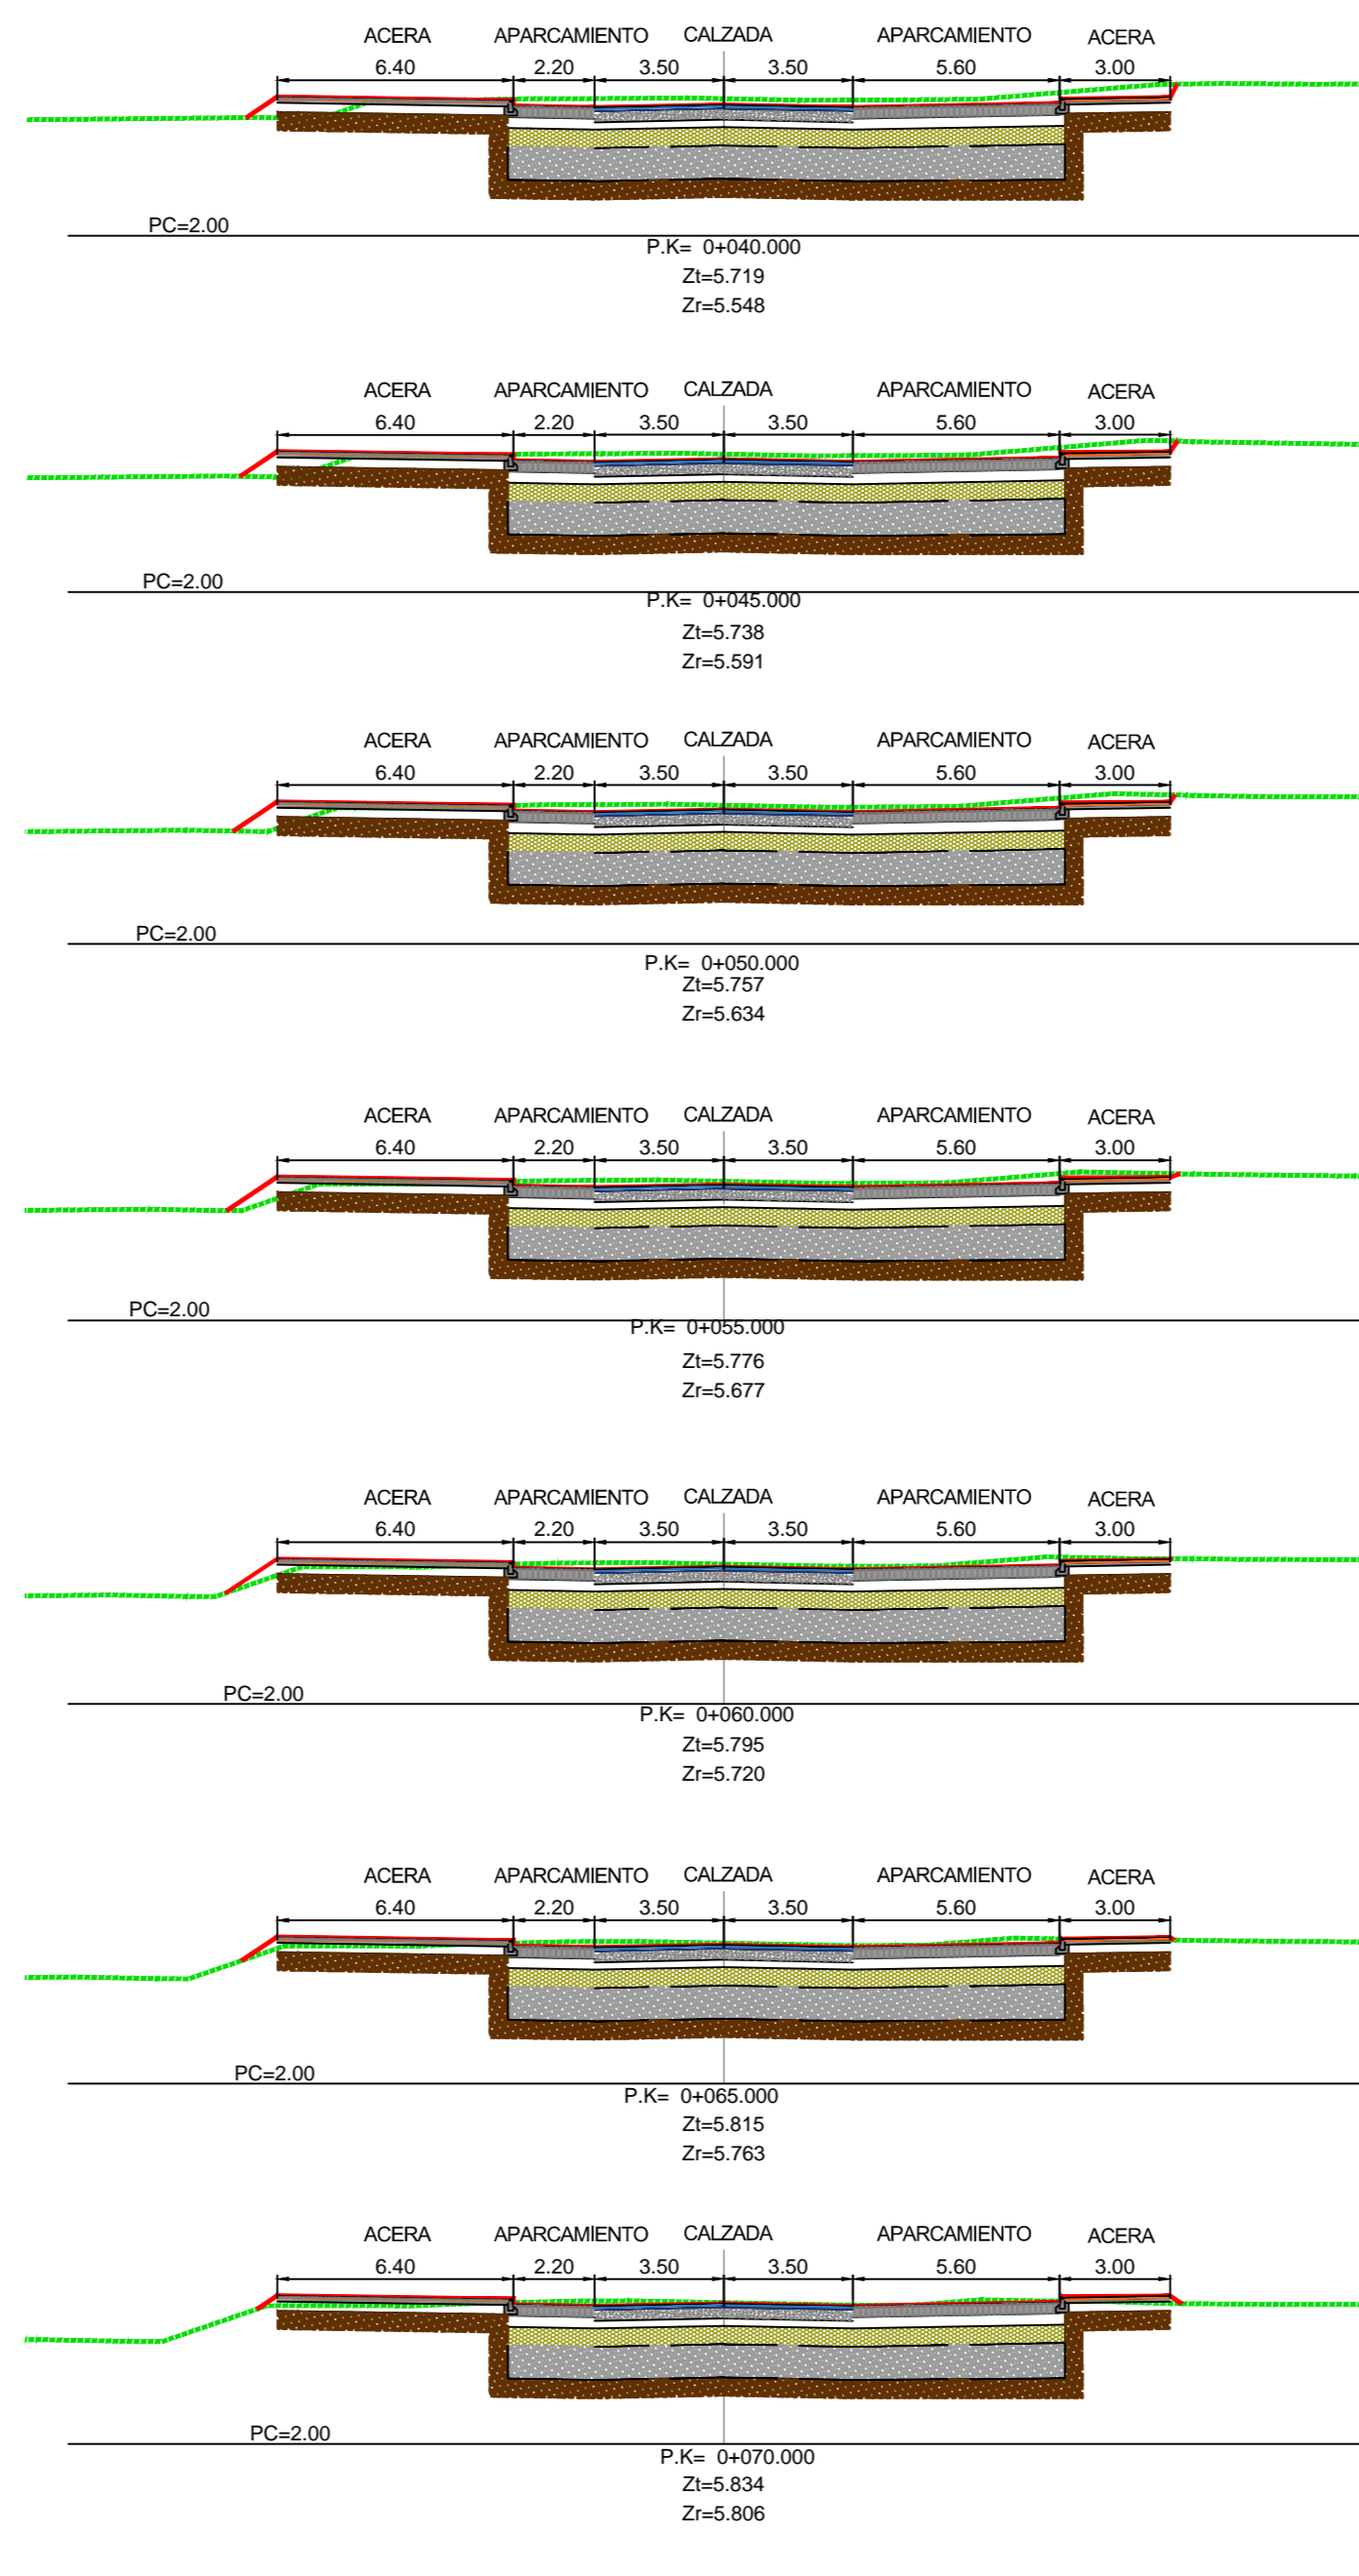 ACERA APARCAMIENTO CALZADA APARCAMIENTO ACERA
6.40 2.20 3.50 3.50 5.60 3.00
PC=2.00
P.K= 0+040.000
Zt=5.719
Zr=5.548
ACERA APARCAMIENTO CALZADA APARCAMIENTO ACERA
6.40 2.20 3.50 3.50 5.60 3.00
PC=2.00
P.K= 0+045.000
Zt=5.738
Zr=5.591
ACERA APARCAMIENTO CALZADA APARCAMIENTO ACERA
6.40 2.20 3.50 3.50 5.60 3.00
PC=2.00
P.K= 0+050.000
Zt=5.757
Zr=5.634
ACERA APARCAMIENTO CALZADA APARCAMIENTO ACERA
6.40 2.20 3.50 3.50 5.60 3.00
PC=2.00
P.K= 0+055.000
Zt=5.776
Zr=5.677
ACERA APARCAMIENTO CALZADA APARCAMIENTO ACERA
6.40 2.20 3.50 3.50 5.60 3.00
PC=2.00
P.K= 0+060.000
Zt=5.795
Zr=5.720
ACERA APARCAMIENTO CALZADA APARCAMIENTO ACERA
6.40 2.20 3.50 3.50 5.60 3.00
PC=2.00
P.K= 0+065.000
Zt=5.815
Zr=5.763
ACERA APARCAMIENTO CALZADA APARCAMIENTO ACERA
6.40 2.20 3.50 3.50 5.60 3.00
PC=2.00
P.K= 0+070.000
Zt=5.834
Zr=5.806